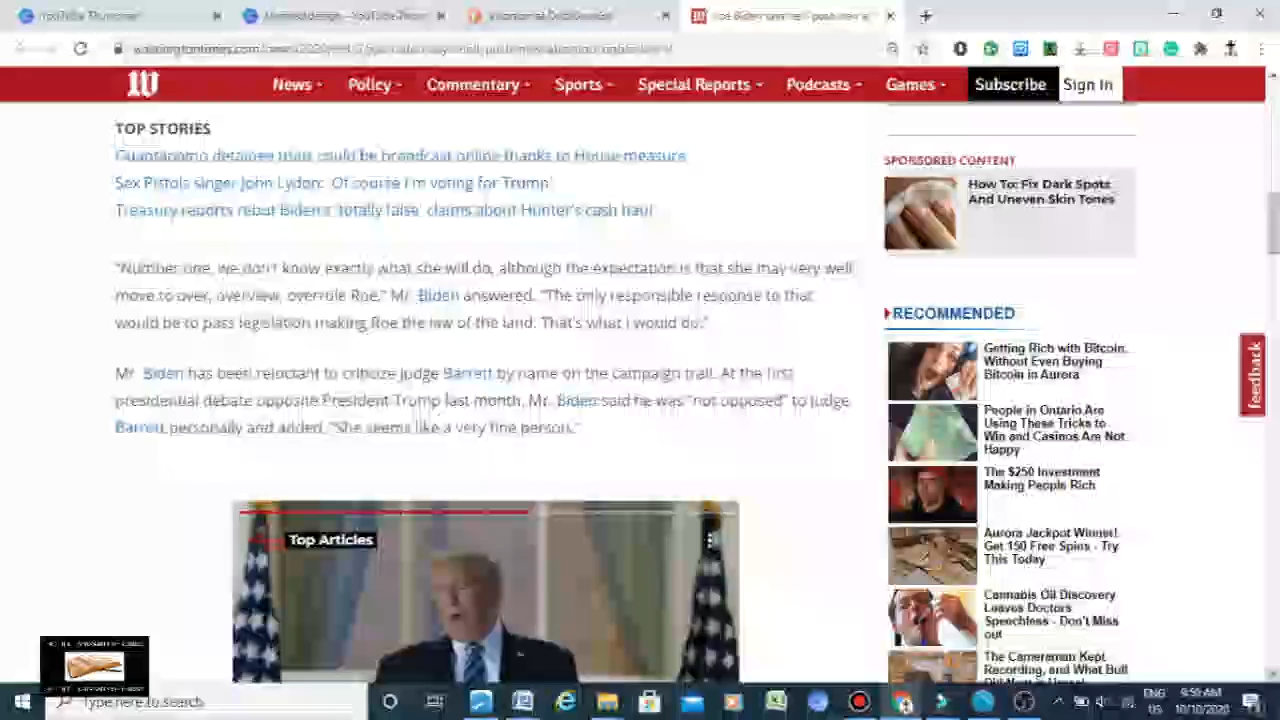 W
News
Policy
Commentary
Sports
Special Reports
Podcasts
Games
Subscribe
Sign In
TOP STORIES
Guantanamo detainee trials could be broadcast online thanks to House measure
Sex Pistols singer John Lydon: 'Of course I'm voting for Trump'
Treasury reports rebut Biden's 'totally false' claims about Hunter's cash haul
"Number one, we don't know exactly what she will do, although the expectation is that she may very well
move to over, overview, overrule Roe," Mr. Biden answered. "The only responsible response to that
would be to pass legislation making Roe the law of the land. That's what I would do."
Mr. Biden has been reluctant to criticize Judge Barrett by name on the campaign trail. At the first
presidential debate opposite President Trump last month, Mr. Biden said he was "not opposed" to Judge
Barrett personally and added, "She seems like a very fine person."
Top Articles
SPONSORED CONTENT
How To: Fix Dark Spots
And Uneven Skin Tones
RECOMMENDED
Getting Rich with Bitcoin,
Without Even Buying
Bitcoin in Aurora
People in Ontario Are
Using These Tricks to
Win and Casinos Are Not
Happy
The $250 Investment
Making People Rich
Aurora Jackpot Winner!
Get 150 Free Spins - Try
This Today
Cannabis Oil Discovery
Leaves Doctors
Speechless - Don't Miss
out
The Cameraman Kept
Recording, and What Bull
feedback
Type here to search
ENG
US
9:50 AM
10/10/2020